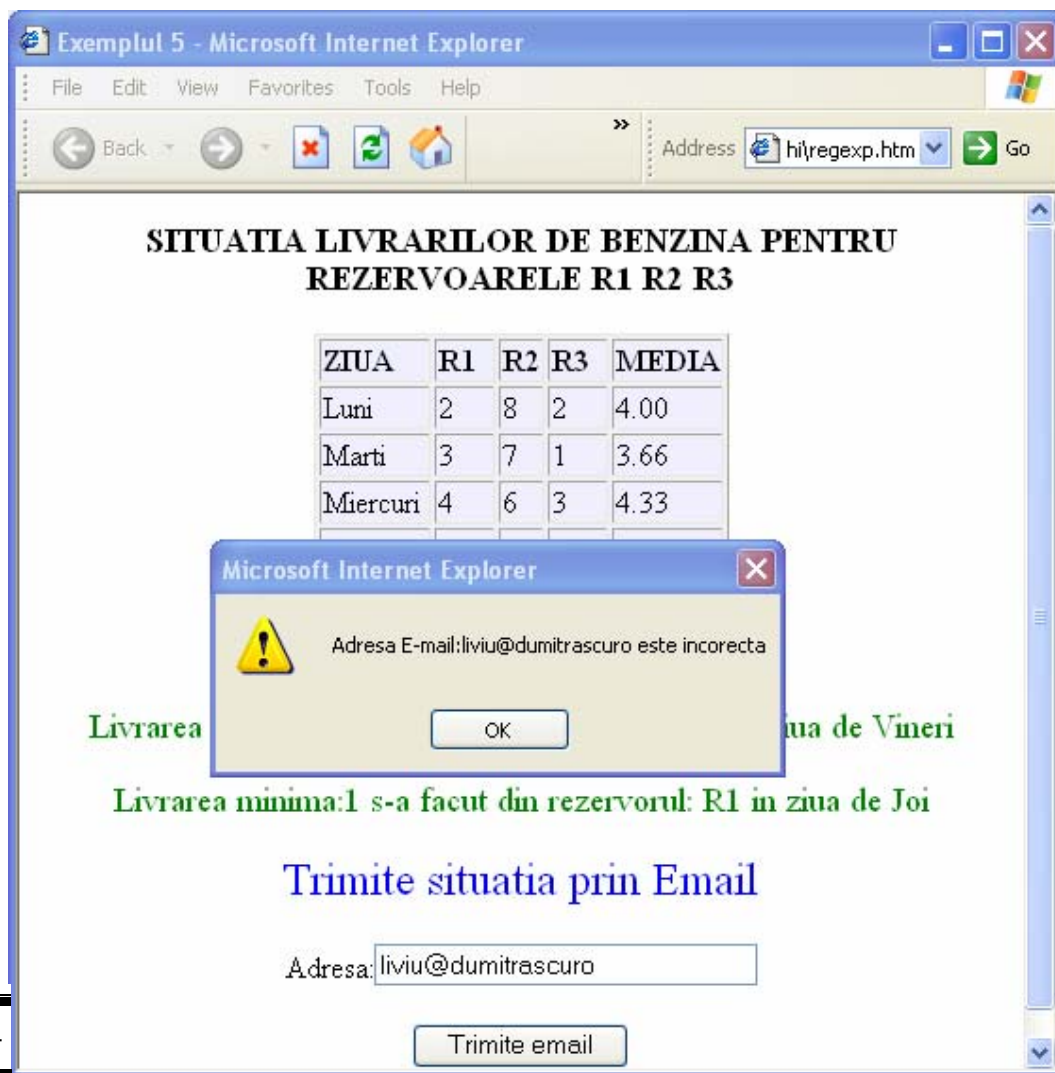 Exemplul 5 - Microsoft Internet Explorer
File Edit View Favorites Tools Help
Back » Address hi\regexp.htm Go
SITUATIA LIVRARILOR DE BENZINA PENTRU
REZERVOARELE R1 R2 R3
ZIUA R1 R2 R3 MEDIA
Luni 2 8 2 4.00
Marti 3 7 1 3.66
Miercuri 4 6 3 4.33
Microsoft Internet Explorer
Adresa E-mail:liviu@dumitrascuro este incorecta
OK
Livrarea ziua de Vineri
Livrarea minima:1 s-a facut din rezervorul: R1 in ziua de Joi
Trimite situatia prin Email
Adresa: liviu@dumitrascuro
Trimite email